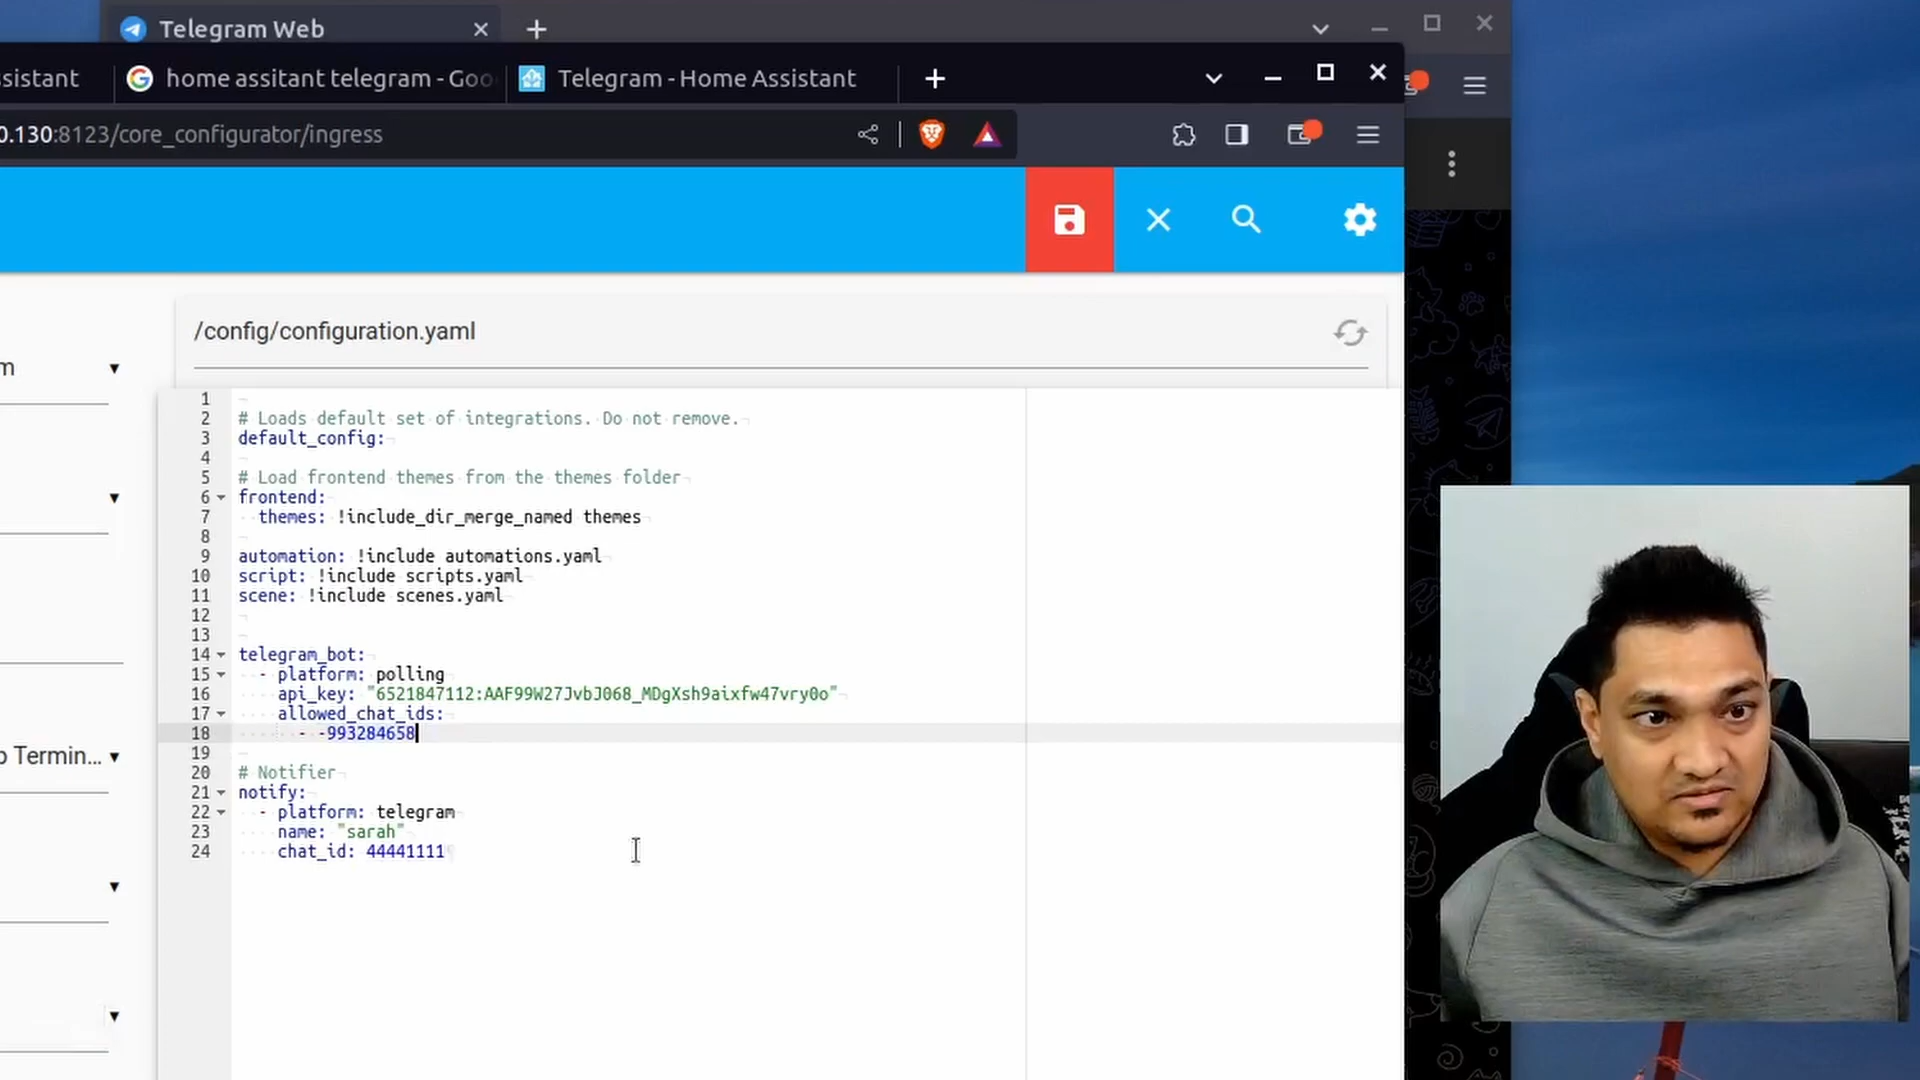 Telegram Web
ssistant
home assitant telegram - Goo
Telegram - Home Assistant
0.130:8123/core_configurator/ingress
/config/configuration.yaml
m
p Termin...
1
2 # Loads default set of integrations. Do not remove.
3 default_config:
4
5 # Load frontend themes from the themes folder
6 frontend:
7 themes: !include_dir_merge_named themes
8
9 automation: !include automations.yaml
10 script: !include scripts.yaml
11 scene: !include scenes.yaml
12
13
14 telegram_bot:
15 - platform: polling
16 api_key: "6521847112:AAF99W27JvbJ068_MDgXsh9aixfw47vry0o"
17 allowed_chat_ids:
18 - -993284658
19
20 # Notifier
21 notify:
22 - platform: telegram
23 name: "sarah"
24 chat_id: 44441111